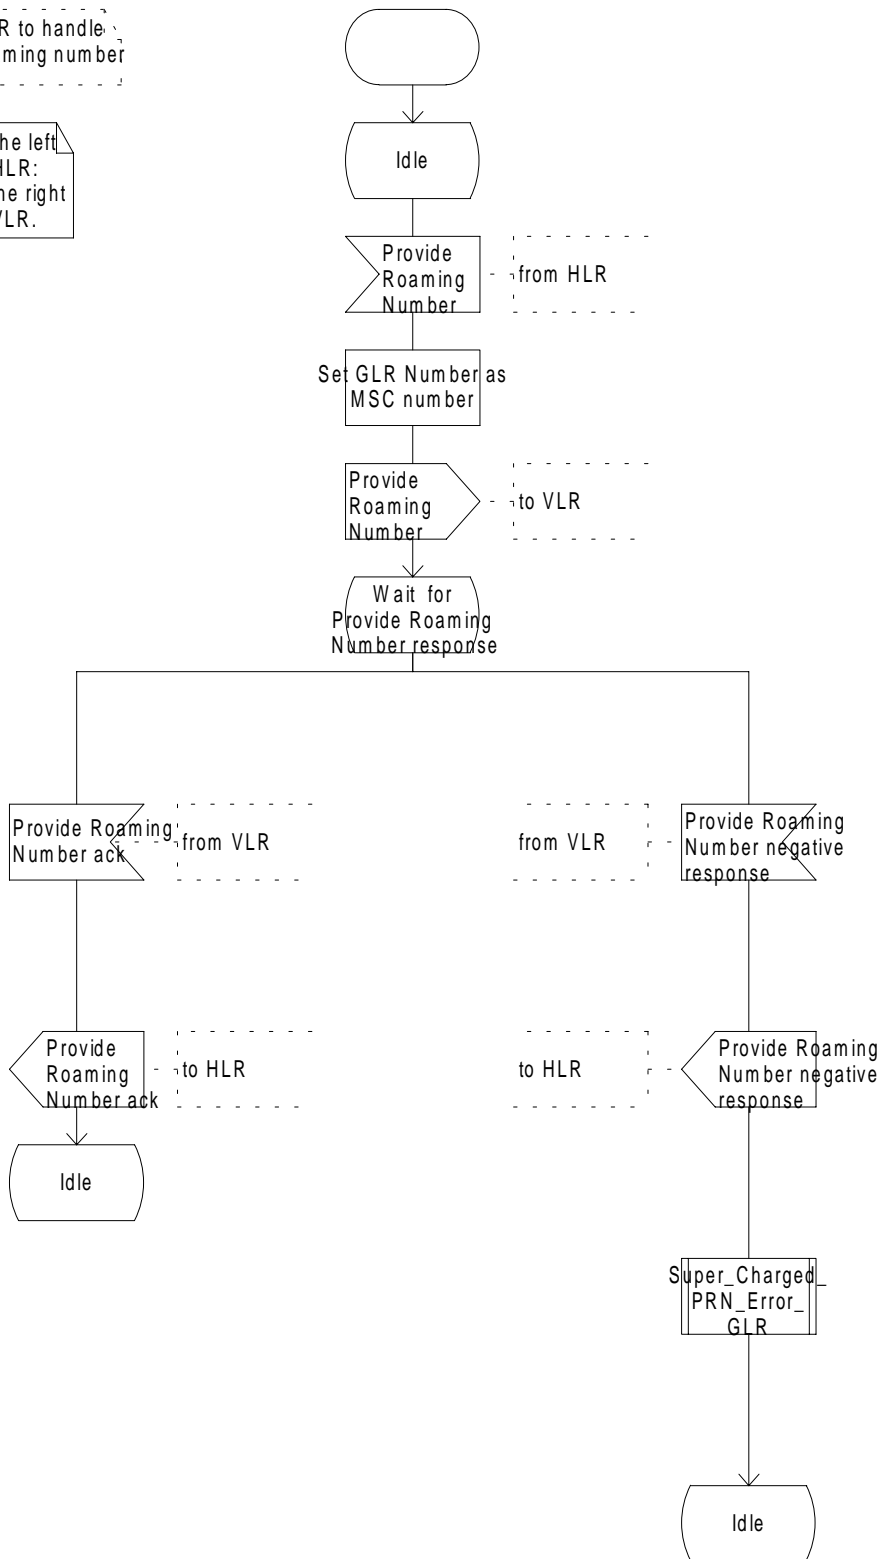 R to handle
ming number
he left
HLR:
he right
VLR.
Idle
Provide
Roaming
Number
from HLR
Set GLR Number as
MSC number
Provide
Roaming
Number
to VLR
Wait for
Provide Roaming
Number response
Provide Roaming
Number ack
from VLR
from VLR
Provide Roaming
Number negative
response
Provide
Roaming
Number ack
to HLR
to HLR
Provide Roaming
Number negative
response
Idle
Super_Charged_
PRN_Error_
GLR
Idle